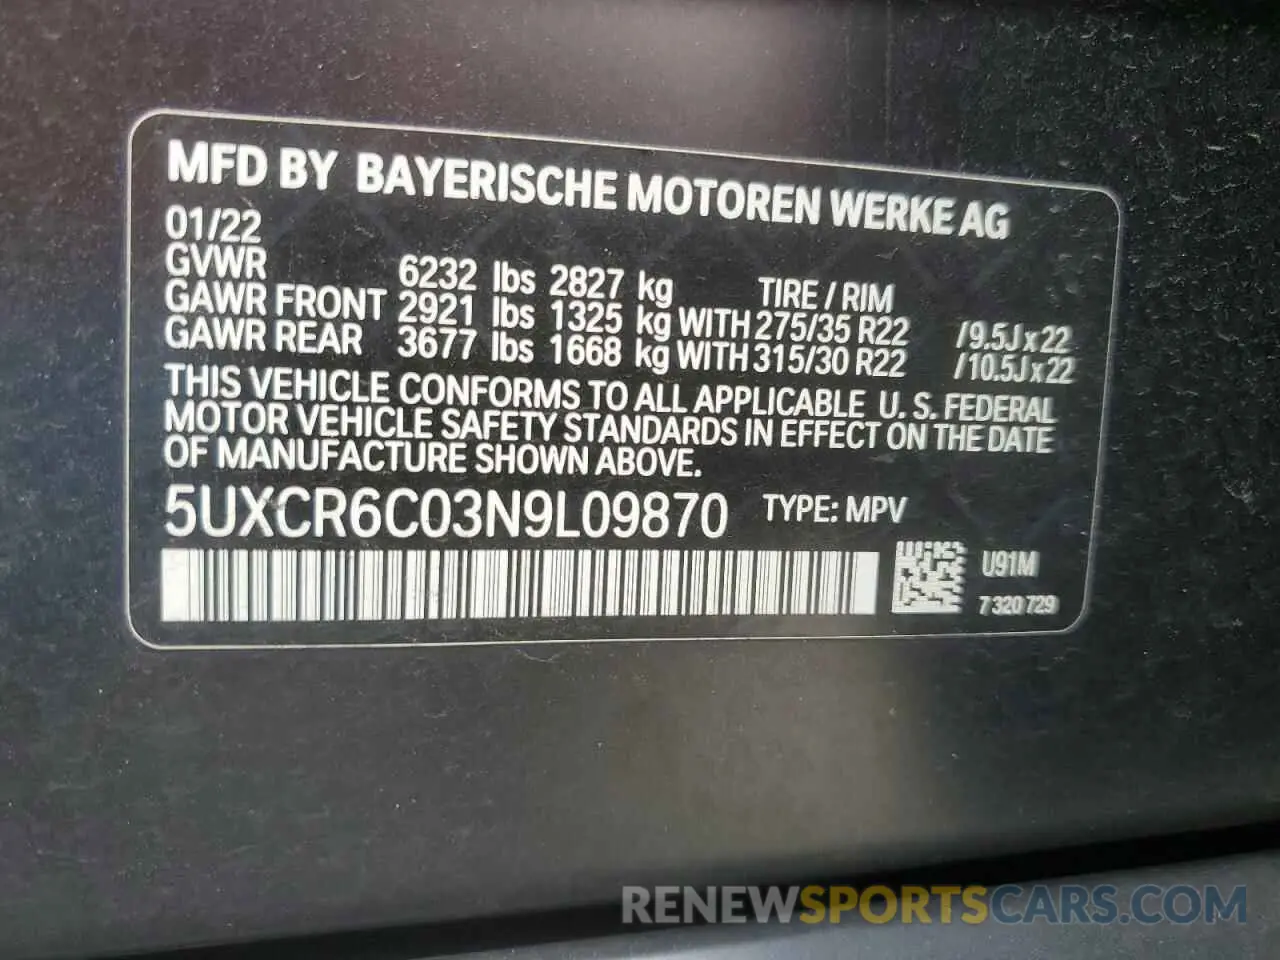 MFD BY BAYERISCHE MOTOREN WERKE AG
01/22
GVWR 6232 lbs 2827 kg TIRE / RIM
GAWR FRONT 2921 lbs 1325 kg WITH 275/35 R22 /9.5J x 22
GAWR REAR 3677 lbs 1668 kg WITH 315/30 R22 /10.5J x 22
THIS VEHICLE CONFORMS TO ALL APPLICABLE U. S. FEDERAL
MOTOR VEHICLE SAFETY STANDARDS IN EFFECT ON THE DATE
OF MANUFACTURE SHOWN ABOVE.
5UXCR6C03N9L09870 TYPE: MPV
U91M
7 320 729
RENEWSPORTSCARS.COM